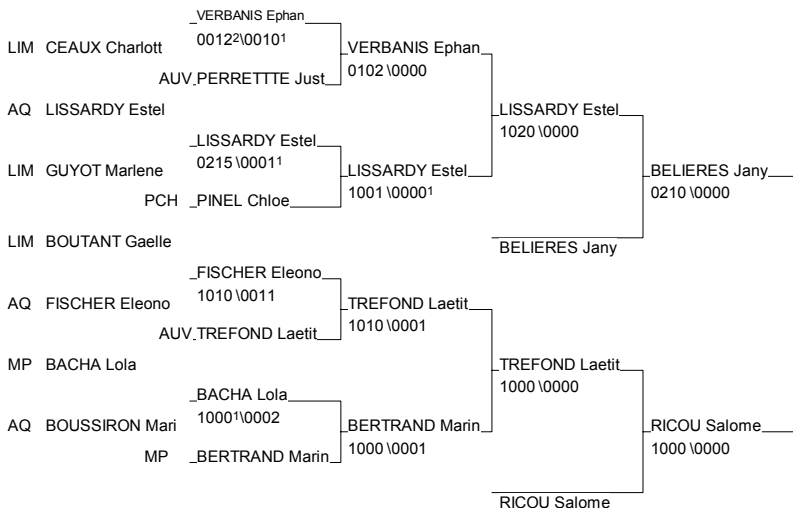 VERBANIS Ephan
LIM CEAUX Charlott 0012²\0010¹ VERBANIS Ephan
0102 \0000
AUV PERRETTTE Just
AQ LISSARDY Estel LISSARDY Estel
1020 \0000
LISSARDY Estel
0215 \0001¹
LIM GUYOT Marlene LISSARDY Estel BELIERES Jany
1001 \0000¹ 0210 \0000
PCH PINEL Chloe
LIM BOUTANT Gaelle BELIERES Jany
FISCHER Eleono
1010 \0011
AQ FISCHER Eleono TREFOND Laetit
1010 \0001
AUV TREFOND Laetit
MP BACHA Lola TREFOND Laetit
1000 \0000
BACHA Lola
1000¹\0002
AQ BOUSSIRON Mari BERTRAND Marin RICOU Salome
1000 \0001 1000 \0000
MP BERTRAND Marin
RICOU Salome